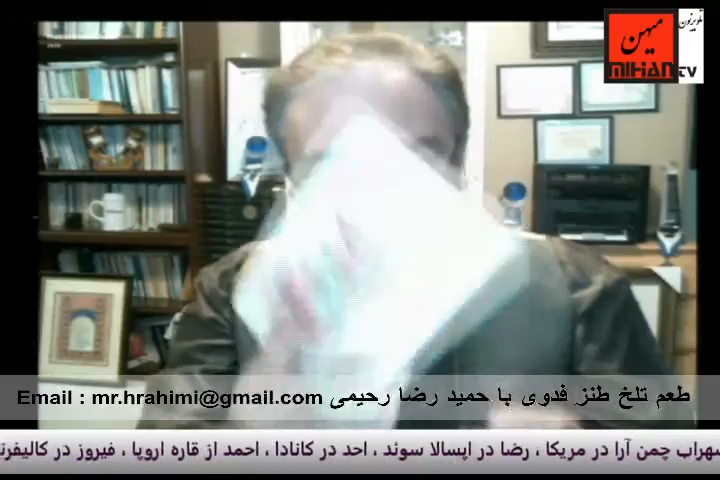 تلویزیون
میهن
MIHAN TV
طعم تلخ طنز فدوی با حمید رضا رحیمی Email : mr.hrahimi@gmail.com
سهراب چمن آرا در مریکا ، رضا در اپسالا سوئد ، احد در کانادا ، احمد از قاره اروپا ، فیروز در